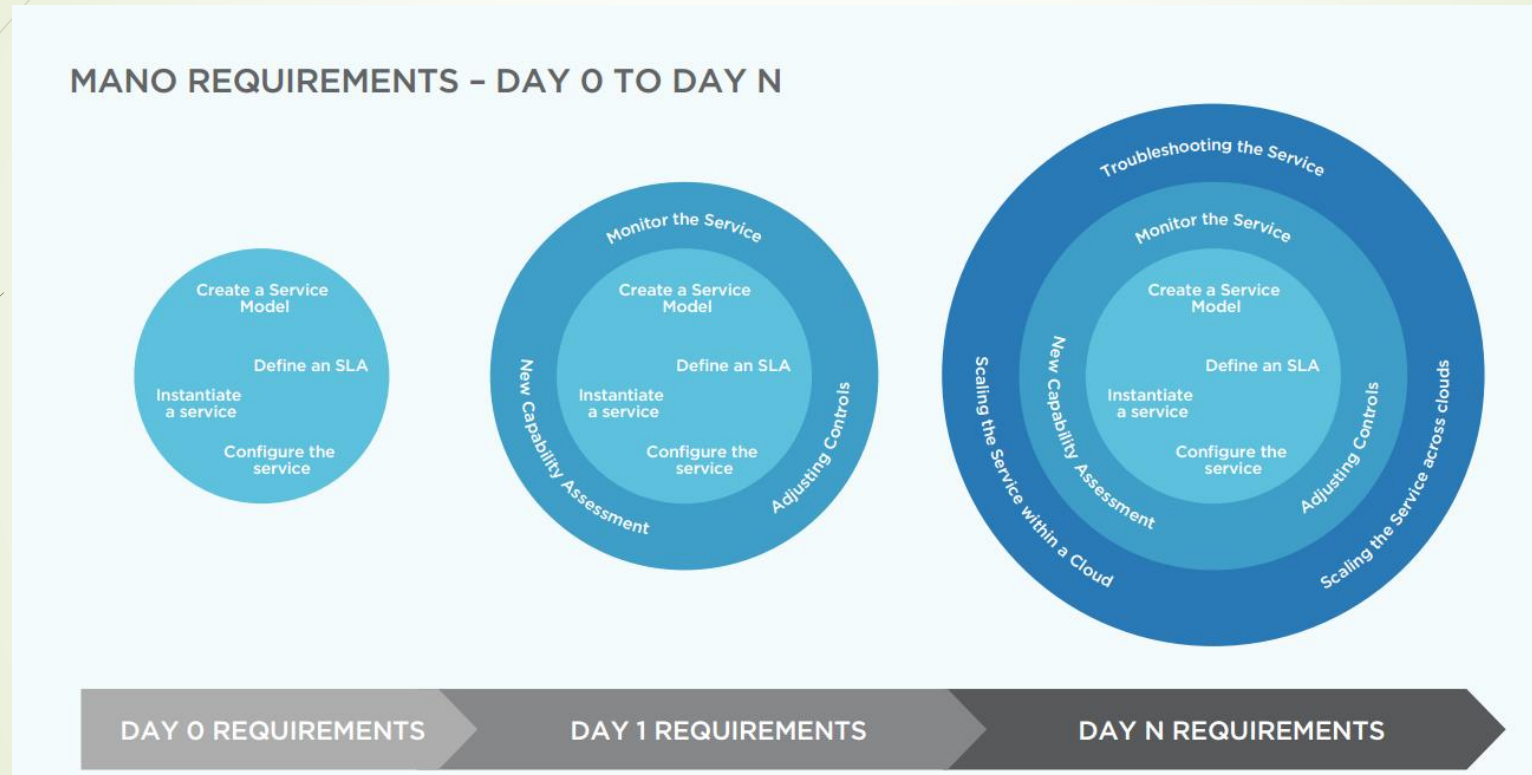 MANO REQUIREMENTS – DAY 0 TO DAY N
Create a Service
Model
Define an SLA
Instantiate
a service
Configure the
service
Monitor the Service
New Capability Assessment
Adjusting Controls
Create a Service
Model
Define an SLA
Instantiate
a service
Configure the
service
Troubleshooting the Service
Scaling the Service within a Cloud
Scaling the Service across clouds
Monitor the Service
New Capability Assessment
Adjusting Controls
Create a Service
Model
Define an SLA
Instantiate
a service
Configure the
service
DAY 0 REQUIREMENTS
DAY 1 REQUIREMENTS
DAY N REQUIREMENTS